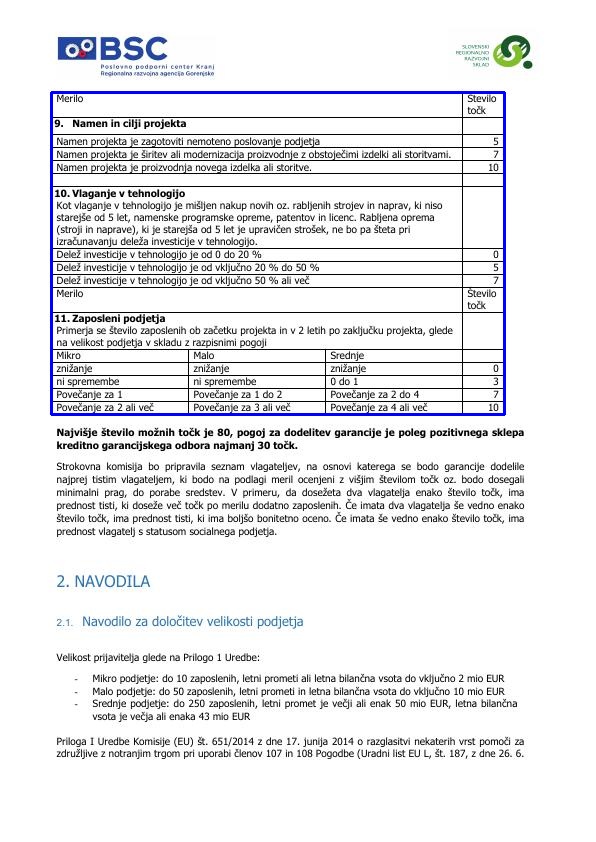 BSC
Poslovno podporni center Kranj
Regionalna razvojna agencija Gorenjske
SLOVENSKI
REGIONALNO
RAZVOJNI
SKLAD
Merilo Število
točk
9. Namen in cilji projekta
Namen projekta je zagotoviti nemoteno poslovanje podjetja 5
Namen projekta je širitev ali modernizacija proizvodnje z obstoječimi izdelki ali storitvami. 7
Namen projekta je proizvodnja novega izdelka ali storitve. 10
10. Vlaganje v tehnologijo
Kot vlaganje v tehnologijo je mišljen nakup novih oz. rabljenih strojev in naprav, ki niso
starejše od 5 let, namenske programske opreme, patentov in licenc. Rabljena oprema
(stroji in naprave), ki je starejša od 5 let je upravičen strošek, ne bo pa šteta pri
izračunavanju deleža investicije v tehnologijo.
Delež investicije v tehnologijo je od 0 do 20 % 0
Delež investicije v tehnologijo je od vključno 20 % do 50 % 5
Delež investicije v tehnologijo je od vključno 50 % ali več 7
Merilo Število
točk
11. Zaposleni podjetja
Primerja se število zaposlenih ob začetku projekta in v 2 letih po zaključku projekta, glede
na velikost podjetja v skladu z razpisnimi pogoji
Mikro Malo Srednje
znižanje znižanje znižanje 0
ni spremembe ni spremembe 0 do 1 3
Povečanje za 1 Povečanje za 1 do 2 Povečanje za 2 do 4 7
Povečanje za 2 ali več Povečanje za 3 ali več Povečanje za 4 ali več 10
Najvišje število možnih točk je 80, pogoj za dodelitev garancije je poleg pozitivnega sklepa
kreditno garancijskega odbora najmanj 30 točk.
Strokovna komisija bo pripravila seznam vlagateljev, na osnovi katerega se bodo garancije dodelile
najprej tistim vlagateljem, ki bodo na podlagi meril ocenjeni z višjim številom točk oz. bodo dosegali
minimalni prag, do porabe sredstev. V primeru, da dosežeta dva vlagatelja enako število točk, ima
prednost tisti, ki doseže več točk po merilu dodatno zaposlenih. Če imata dva vlagatelja še vedno enako
število točk, ima prednost tisti, ki ima boljšo bonitetno oceno. Če imata še vedno enako število točk, ima
prednost vlagatelj s statusom socialnega podjetja.
2. NAVODILA
2.1. Navodilo za določitev velikosti podjetja
Velikost prijavitelja glede na Prilogo 1 Uredbe:
- Mikro podjetje: do 10 zaposlenih, letni prometi ali letna bilančna vsota do vključno 2 mio EUR
- Malo podjetje: do 50 zaposlenih, letni prometi in letna bilančna vsota do vključno 10 mio EUR
- Srednje podjetje: do 250 zaposlenih, letni promet je večji ali enak 50 mio EUR, letna bilančna
vsota je večja ali enaka 43 mio EUR
Priloga I Uredbe Komisije (EU) št. 651/2014 z dne 17. junija 2014 o razglasitvi nekaterih vrst pomoči za
združljive z notranjim trgom pri uporabi členov 107 in 108 Pogodbe (Uradni list EU L, št. 187, z dne 26. 6.